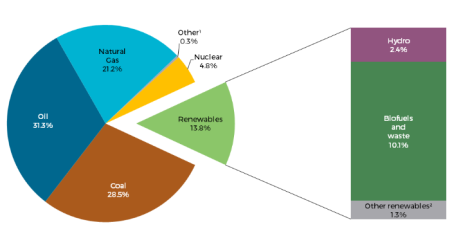 Other¹
0.3%
Nuclear
4.8%
Natural
Gas
21.2%
Oil
31.3%
Coal
28.5%
Renewables
13.8%
Hydro
2.4%
Biofuels
and
waste
10.1%
Other renewables²
1.3%